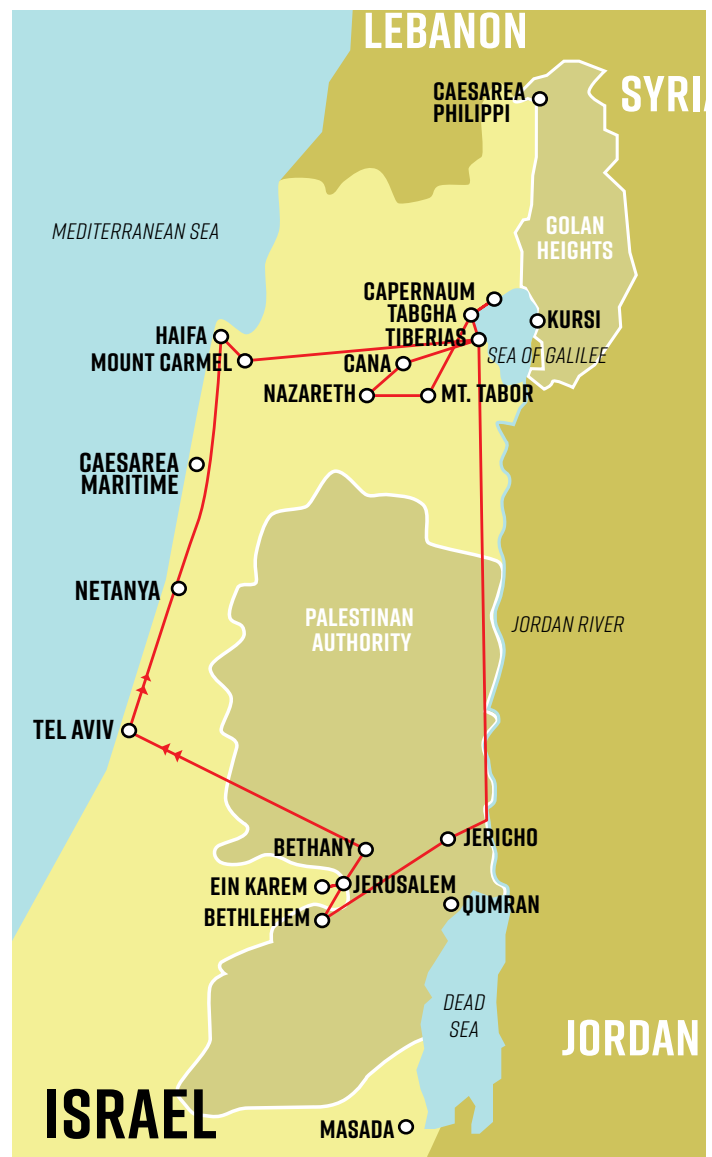 LEBANON
CAESAREA
PHILIPPI
SYRIA
MEDITERRANEAN SEA
GOLAN
HEIGHTS
CAPERNAUM
TABGHA
KURSI
HAIFA
TIBERIAS
SEA OF GALILEE
MOUNT CARMEL
CANA
NAZARETH
MT. TABOR
CAESAREA
MARITIME
NETANYA
PALESTINAN
AUTHORITY
JORDAN RIVER
TEL AVIV
BETHANY
JERICHO
EIN KAREM
JERUSALEM
BETHLEHEM
QUMRAN
DEAD
SEA
JORDAN
ISRAEL
MASADA